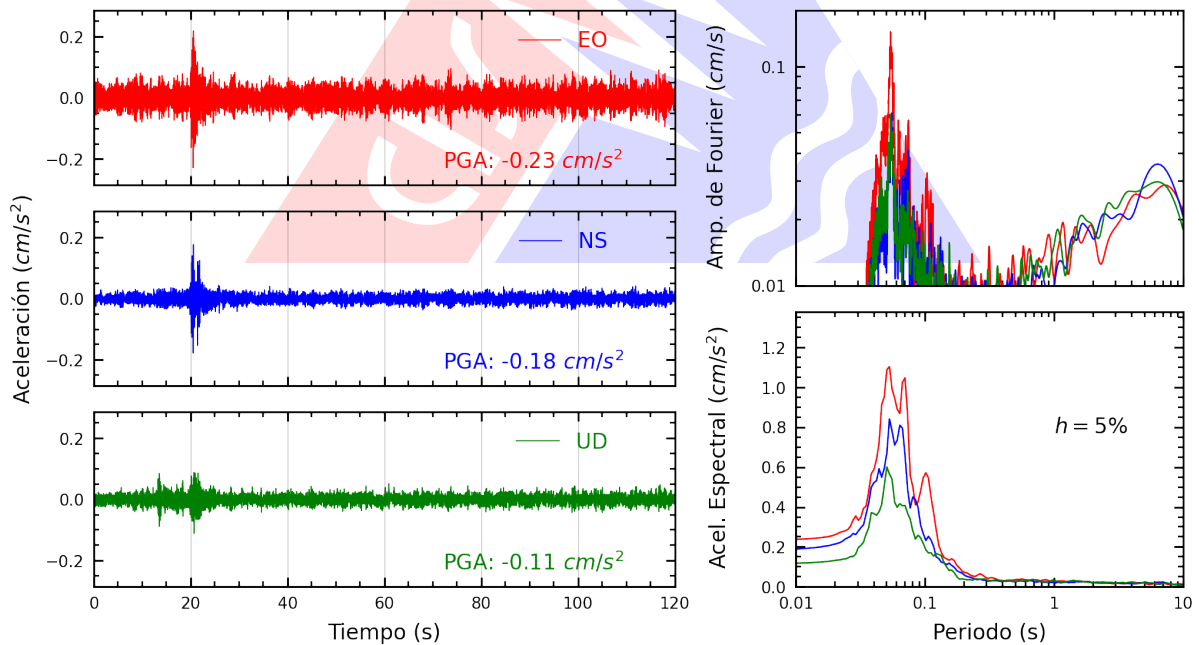 Aceleración (cm/s²)
0.2
0.0
−0.2
EO
PGA: -0.23 cm/s²
0.2
0.0
−0.2
NS
PGA: -0.18 cm/s²
0.2
0.0
−0.2
UD
PGA: -0.11 cm/s²
0 20 40 60 80 100 120
Tiempo (s)
Amp. de Fourier (cm/s)
0.1
0.01
Acel. Espectral (cm/s²)
1.2
1.0
0.8
0.6
0.4
0.2
0.0
h = 5%
0.01 0.1 1 10
Periodo (s)